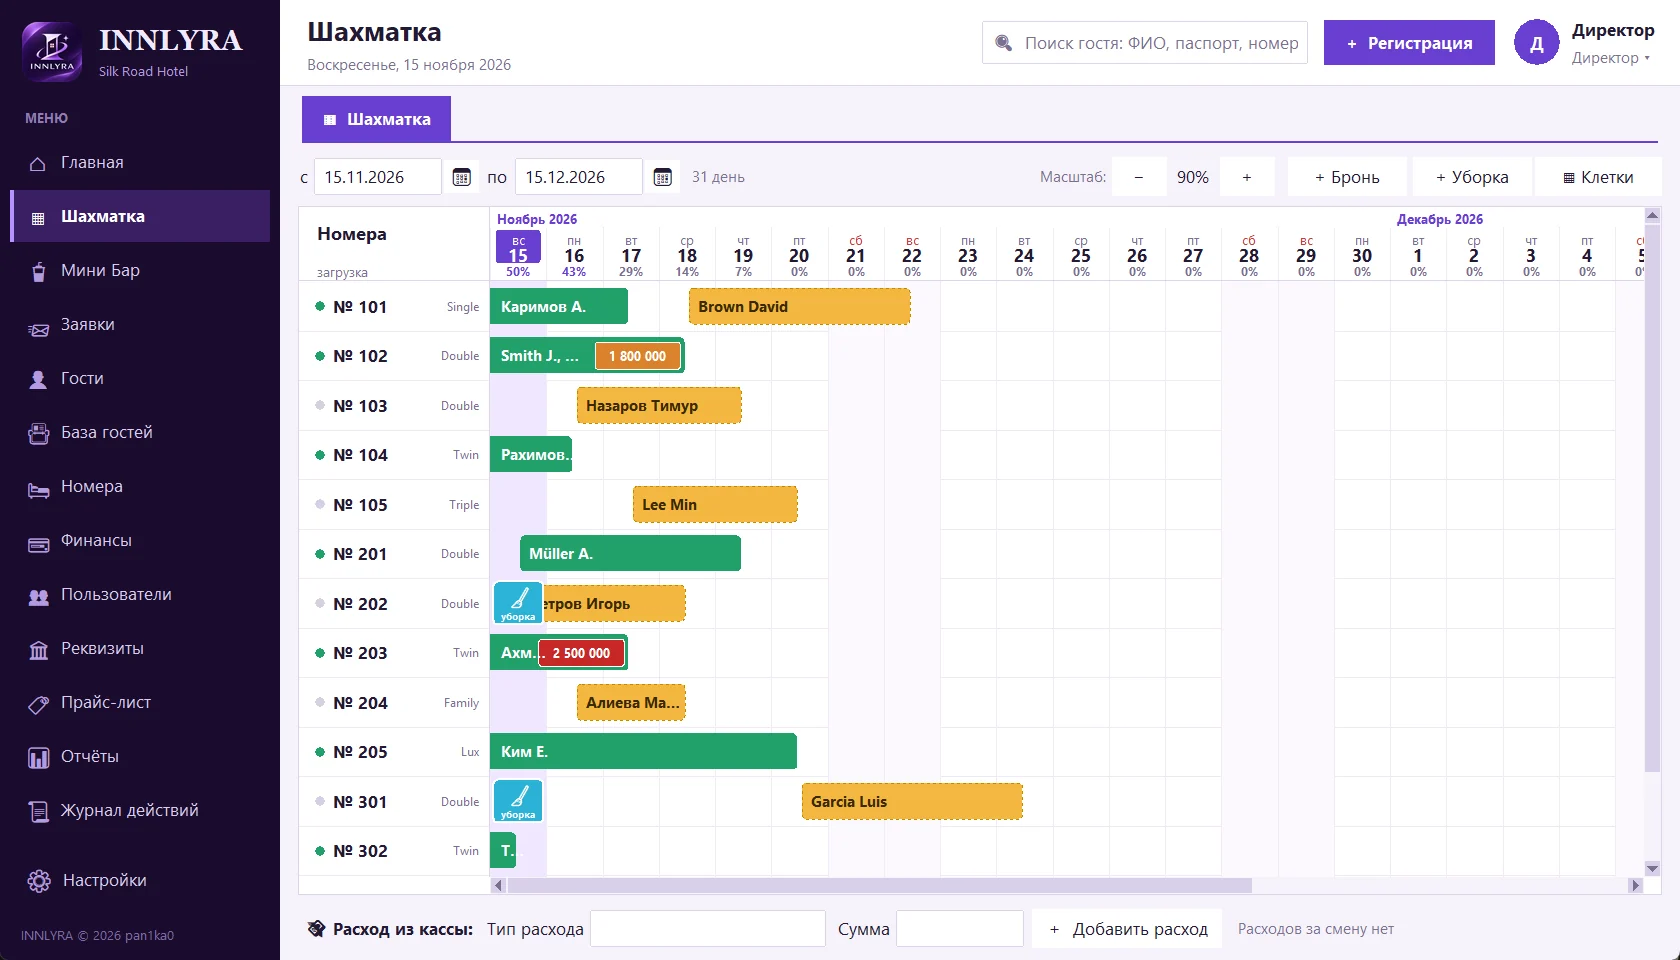 INNLYRA
INNLYRA
Silk Road Hotel
МЕНЮ
Главная
Шахматка
Мини Бар
Заявки
Гости
База гостей
Номера
Финансы
Пользователи
Реквизиты
Прайс-лист
Отчёты
Журнал действий
Настройки
INNLYRA © 2026 pan1ka0
Шахматка
Воскресенье, 15 ноября 2026
Поиск гостя: ФИО, паспорт, номер
+ Регистрация
Д
Директор
Директор
Шахматка
с 15.11.2026 по 15.12.2026 31 день
Масштаб: − 90% +
+ Бронь
+ Уборка
Клетки
Ноябрь 2026 Декабрь 2026
Номера
вс пн вт ср чт пт сб вс пн вт ср чт пт сб вс пн вт ср чт пт
15 16 17 18 19 20 21 22 23 24 25 26 27 28 29 30 1 2 3 4 5
загрузка 50% 43% 29% 14% 7% 0% 0% 0% 0% 0% 0% 0% 0% 0% 0% 0% 0% 0% 0% 0%
№ 101 Single Каримов А. Brown David
№ 102 Double Smith J., ... 1 800 000
№ 103 Double Назаров Тимур
№ 104 Twin Рахимов.
№ 105 Triple Lee Min
№ 201 Double Müller A.
№ 202 Double уборка етров Игорь
№ 203 Twin Ахм... 2 500 000
№ 204 Family Алиева Ма...
№ 205 Lux Ким Е.
№ 301 Double уборка Garcia Luis
№ 302 Twin Т.
Расход из кассы: Тип расхода Сумма + Добавить расход Расходов за смену нет